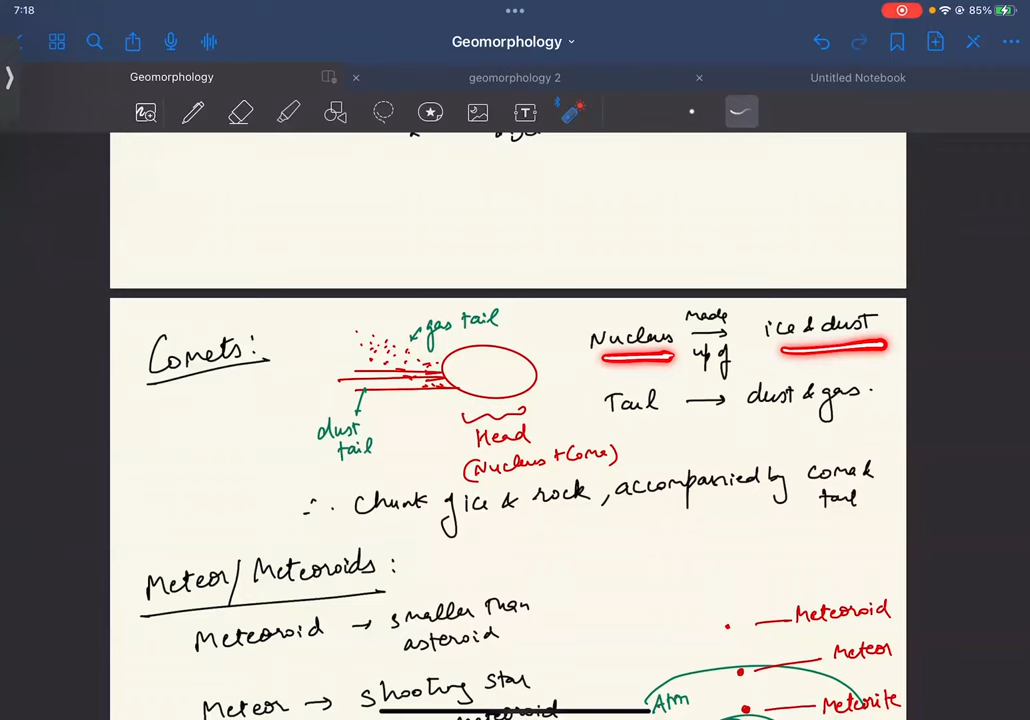 7:18
85%
Geomorphology
Geomorphology
geomorphology 2
Untitled Notebook
Comets:
gas tail
dust
tail
Head
(Nucleus + Coma)
Nucleus made up of ice & dust
Tail → dust & gas.
∴ Chunk of ice & rock, accompanied by coma &
tail
Meteor/Meteoroids:
Meteoroid → smaller than
asteroid
Meteor → shooting star
meteoroid
Meteoroid
Meteor
Meteorite
Atm